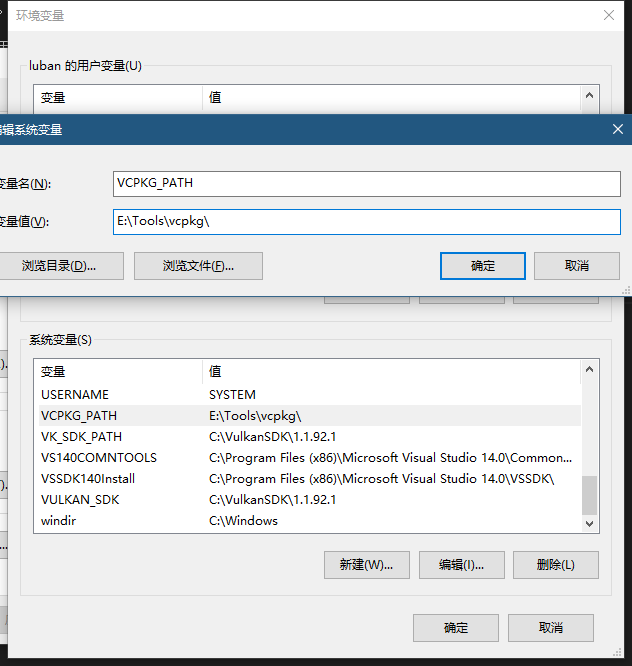 环境变量
luban 的用户变量(U)
变量 值
编辑系统变量
变量名(N): VCPKG_PATH
变量值(V): E:\Tools\vcpkg\
浏览目录(D)... 浏览文件(F)... 确定 取消
系统变量(S)
变量 值
USERNAME SYSTEM
VCPKG_PATH E:\Tools\vcpkg\
VK_SDK_PATH C:\VulkanSDK\1.1.92.1
VS140COMNTOOLS C:\Program Files (x86)\Microsoft Visual Studio 14.0\Common...
VSSDK140Install C:\Program Files (x86)\Microsoft Visual Studio 14.0\VSSDK\
VULKAN_SDK C:\VulkanSDK\1.1.92.1
windir C:\Windows
新建(W)... 编辑(I)... 删除(L)
确定 取消